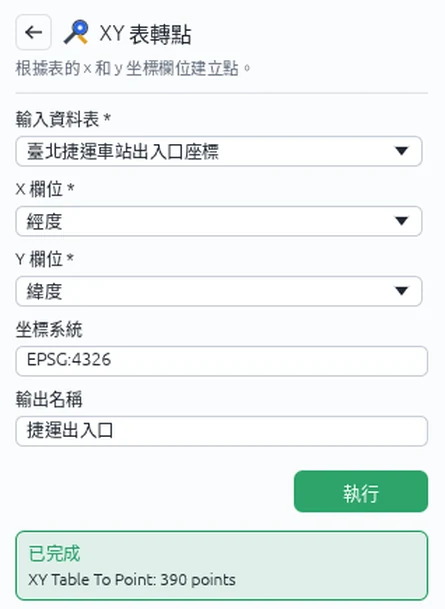 XY 表轉點
根據表的 x 和 y 坐標欄位建立點。
輸入資料表 *
臺北捷運車站出入口座標
X 欄位 *
經度
Y 欄位 *
緯度
坐標系統
EPSG:4326
輸出名稱
捷運出入口
執行
已完成
XY Table To Point: 390 points